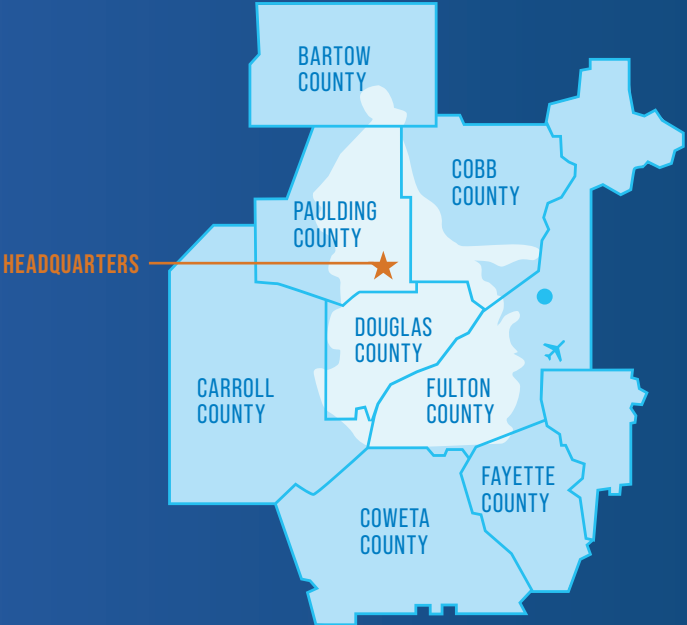 BARTOW
COUNTY
COBB
COUNTY
PAULDING
COUNTY
HEADQUARTERS
DOUGLAS
COUNTY
CARROLL
COUNTY
FULTON
COUNTY
FAYETTE
COUNTY
COWETA
COUNTY